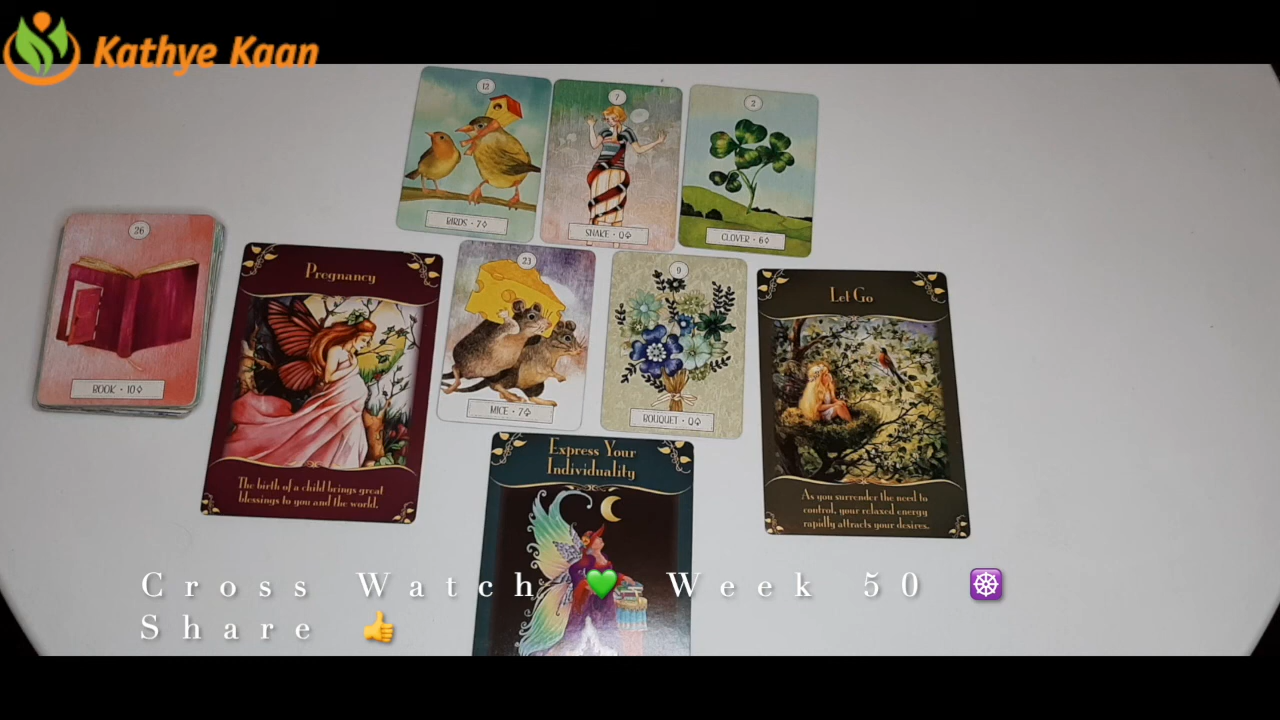 Kathye Kaan
12
BIRDS • 7♢
7
SNAKE • Q♤
2
CLOVER • 6♢
26
BOOK • 10♢
Pregnancy
The birth of a child brings great
blessings to you and the world.
23
MICE • 7♧
9
BOUQUET • Q♤
Let Go
As you surrender the need to
control, your relaxed energy
rapidly attracts your desires.
Express Your
Individuality
Cross Watch 💚 Week 50 ☸️
Share 👍